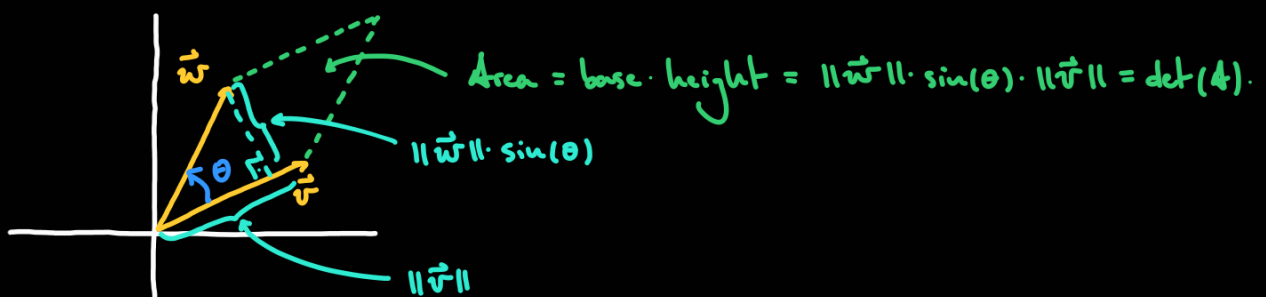 w⃗
Area = base · height = ||w⃗|| · sin(θ) · ||v⃗|| = det(A).
||w⃗|| · sin(θ)
θ
v⃗
||v⃗||